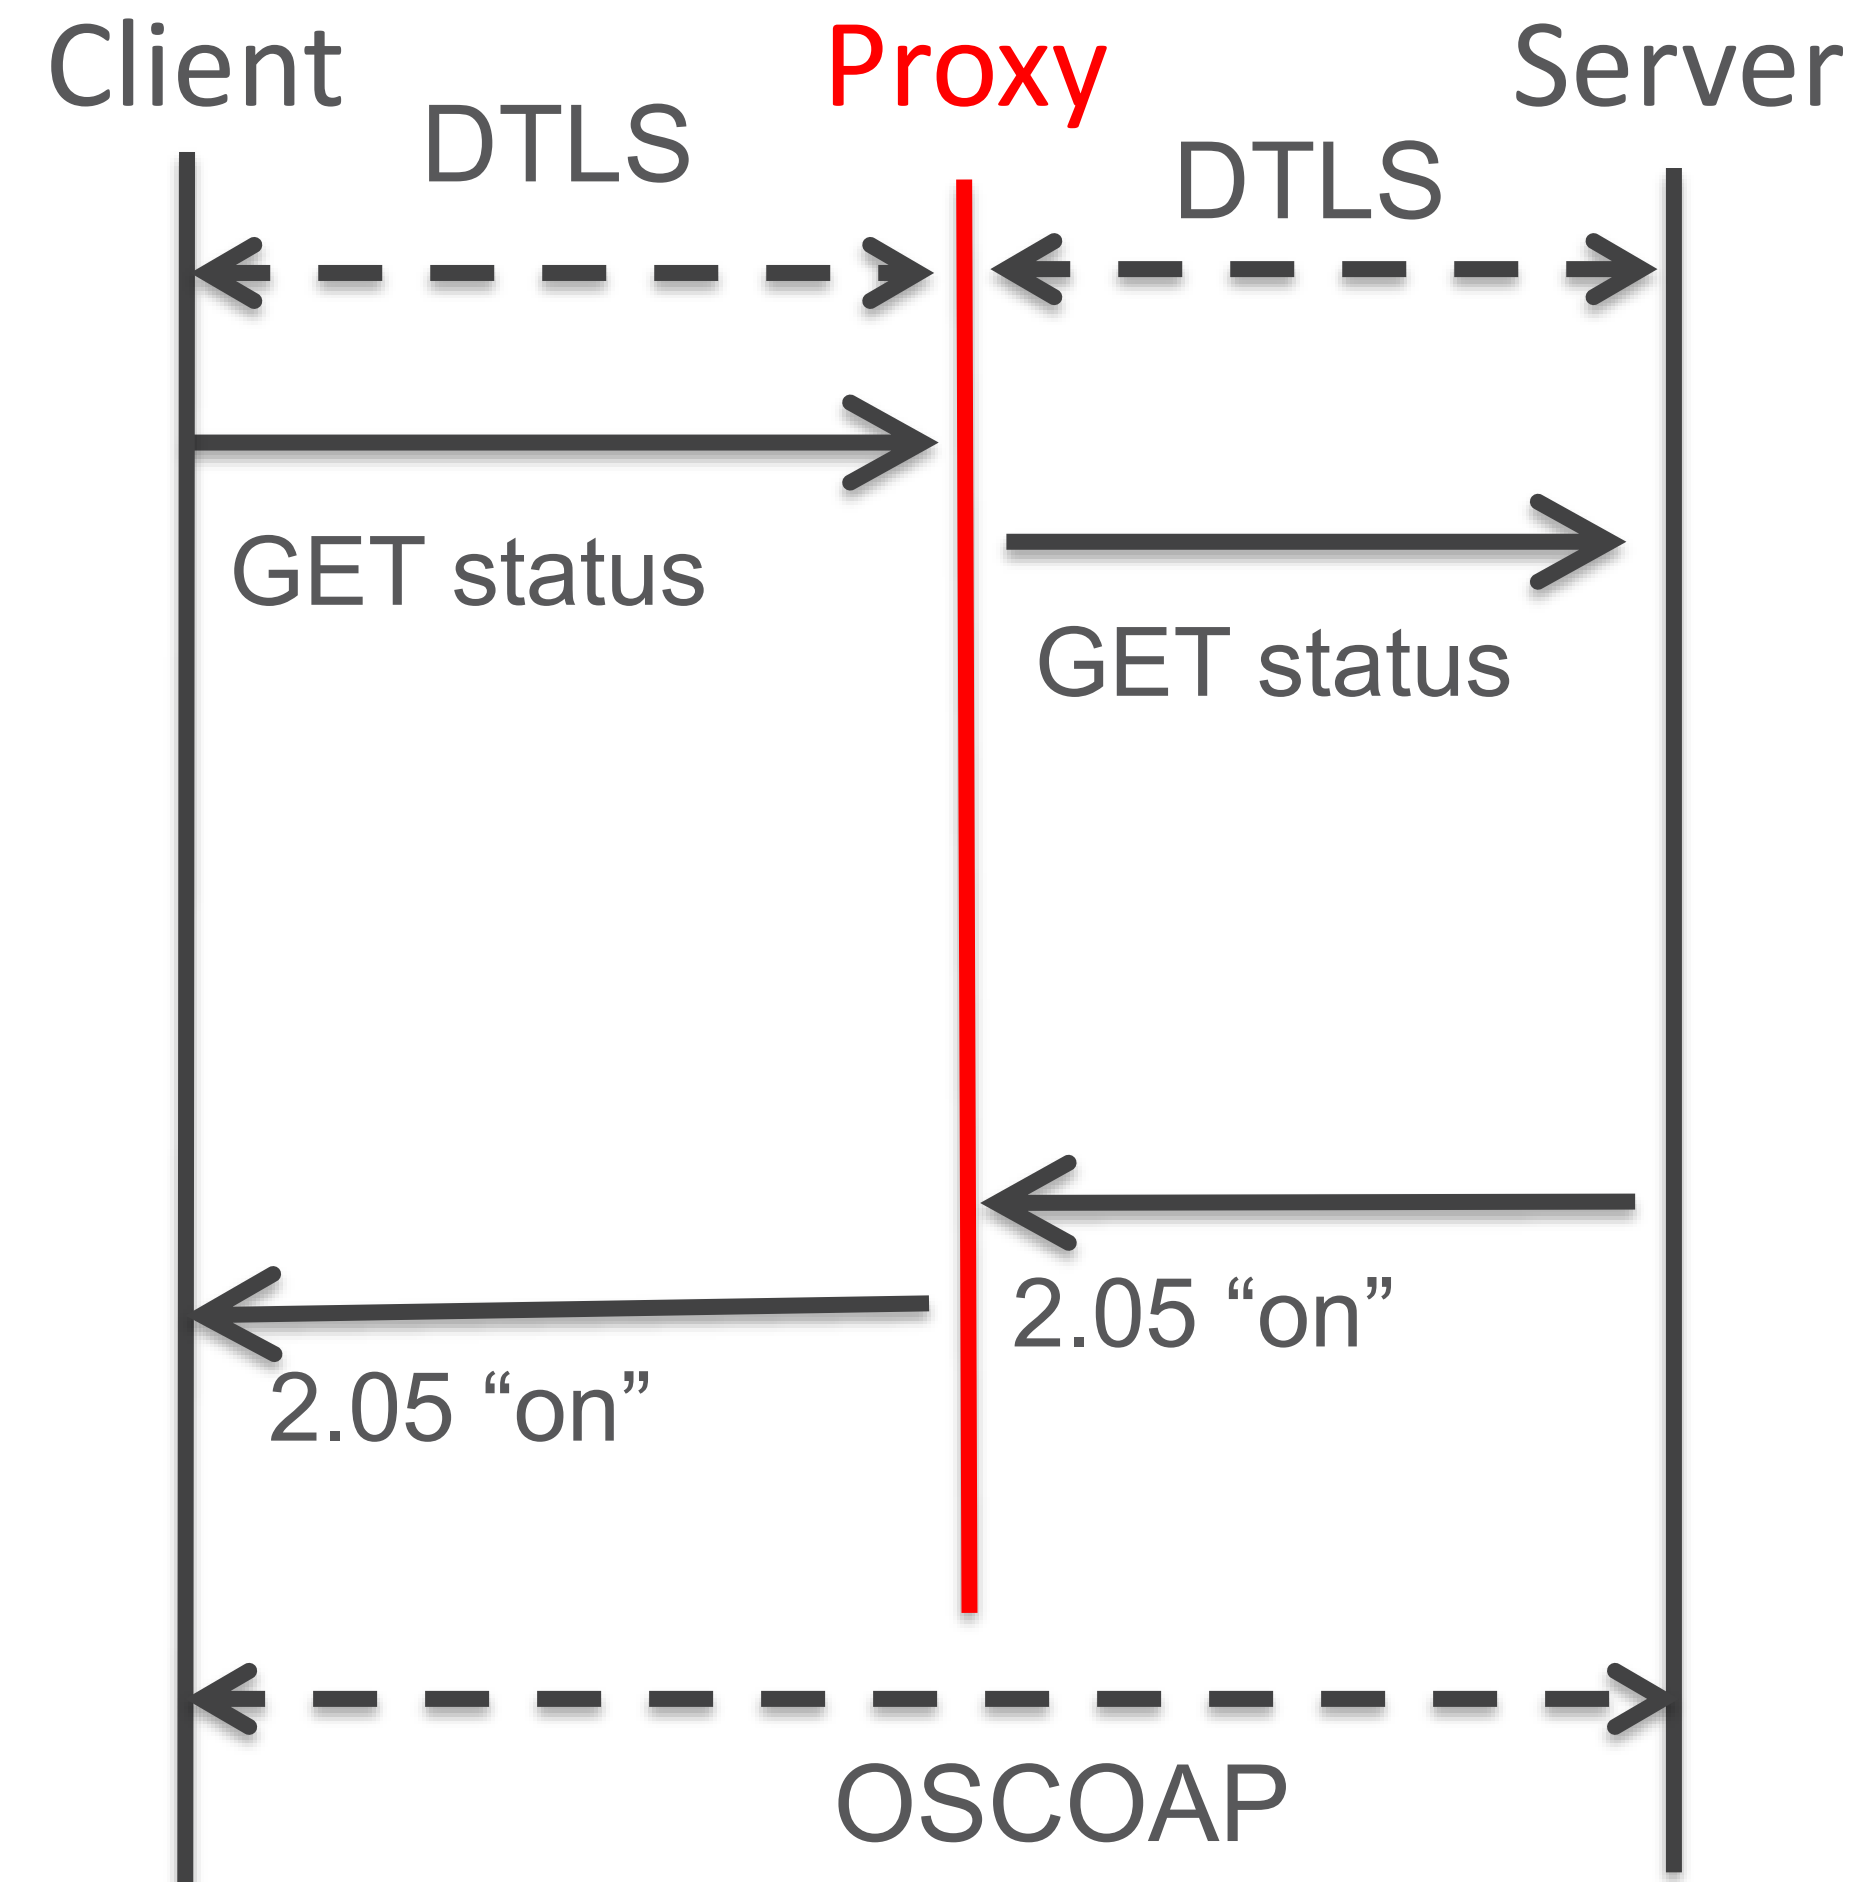 Client
Proxy
Server
DTLS
DTLS
GET status
GET status
2.05 “on”
2.05 “on”
OSCOAP